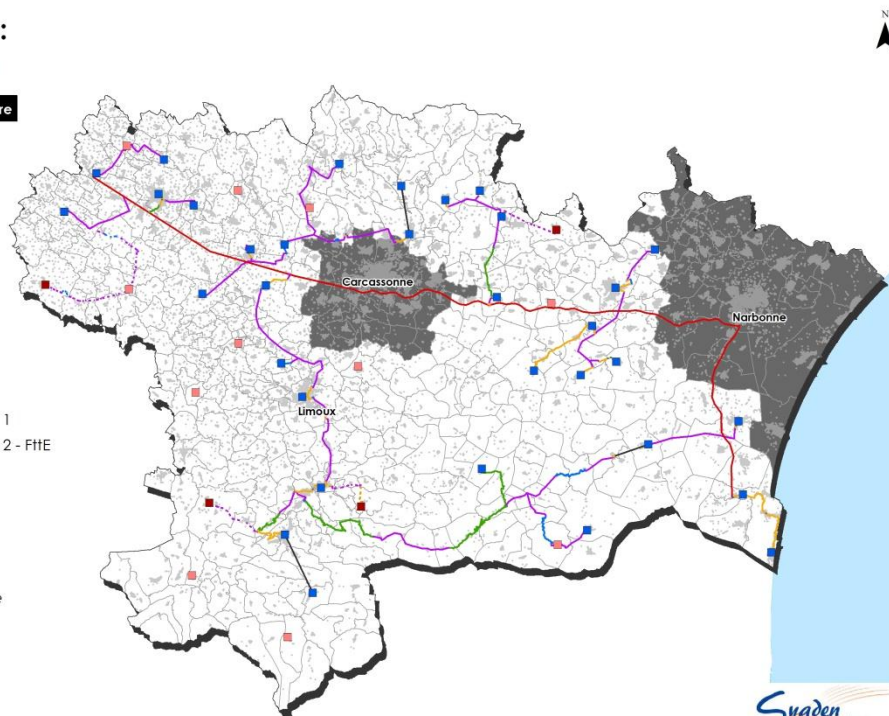 :
N
re
Carcassonne
Narbonne
Limoux
1
2 - FttE
e
Syaden